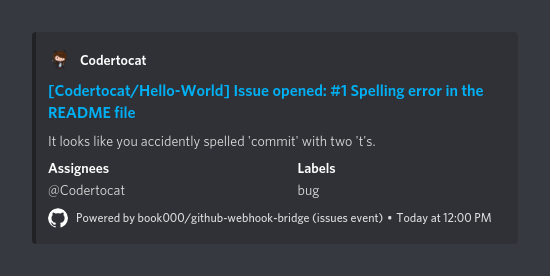 Codertocat
[Codertocat/Hello-World] Issue opened: #1 Spelling error in the
README file
It looks like you accidently spelled 'commit' with two 't's.
Assignees Labels
@Codertocat bug
Powered by book000/github-webhook-bridge (issues event) • Today at 12:00 PM